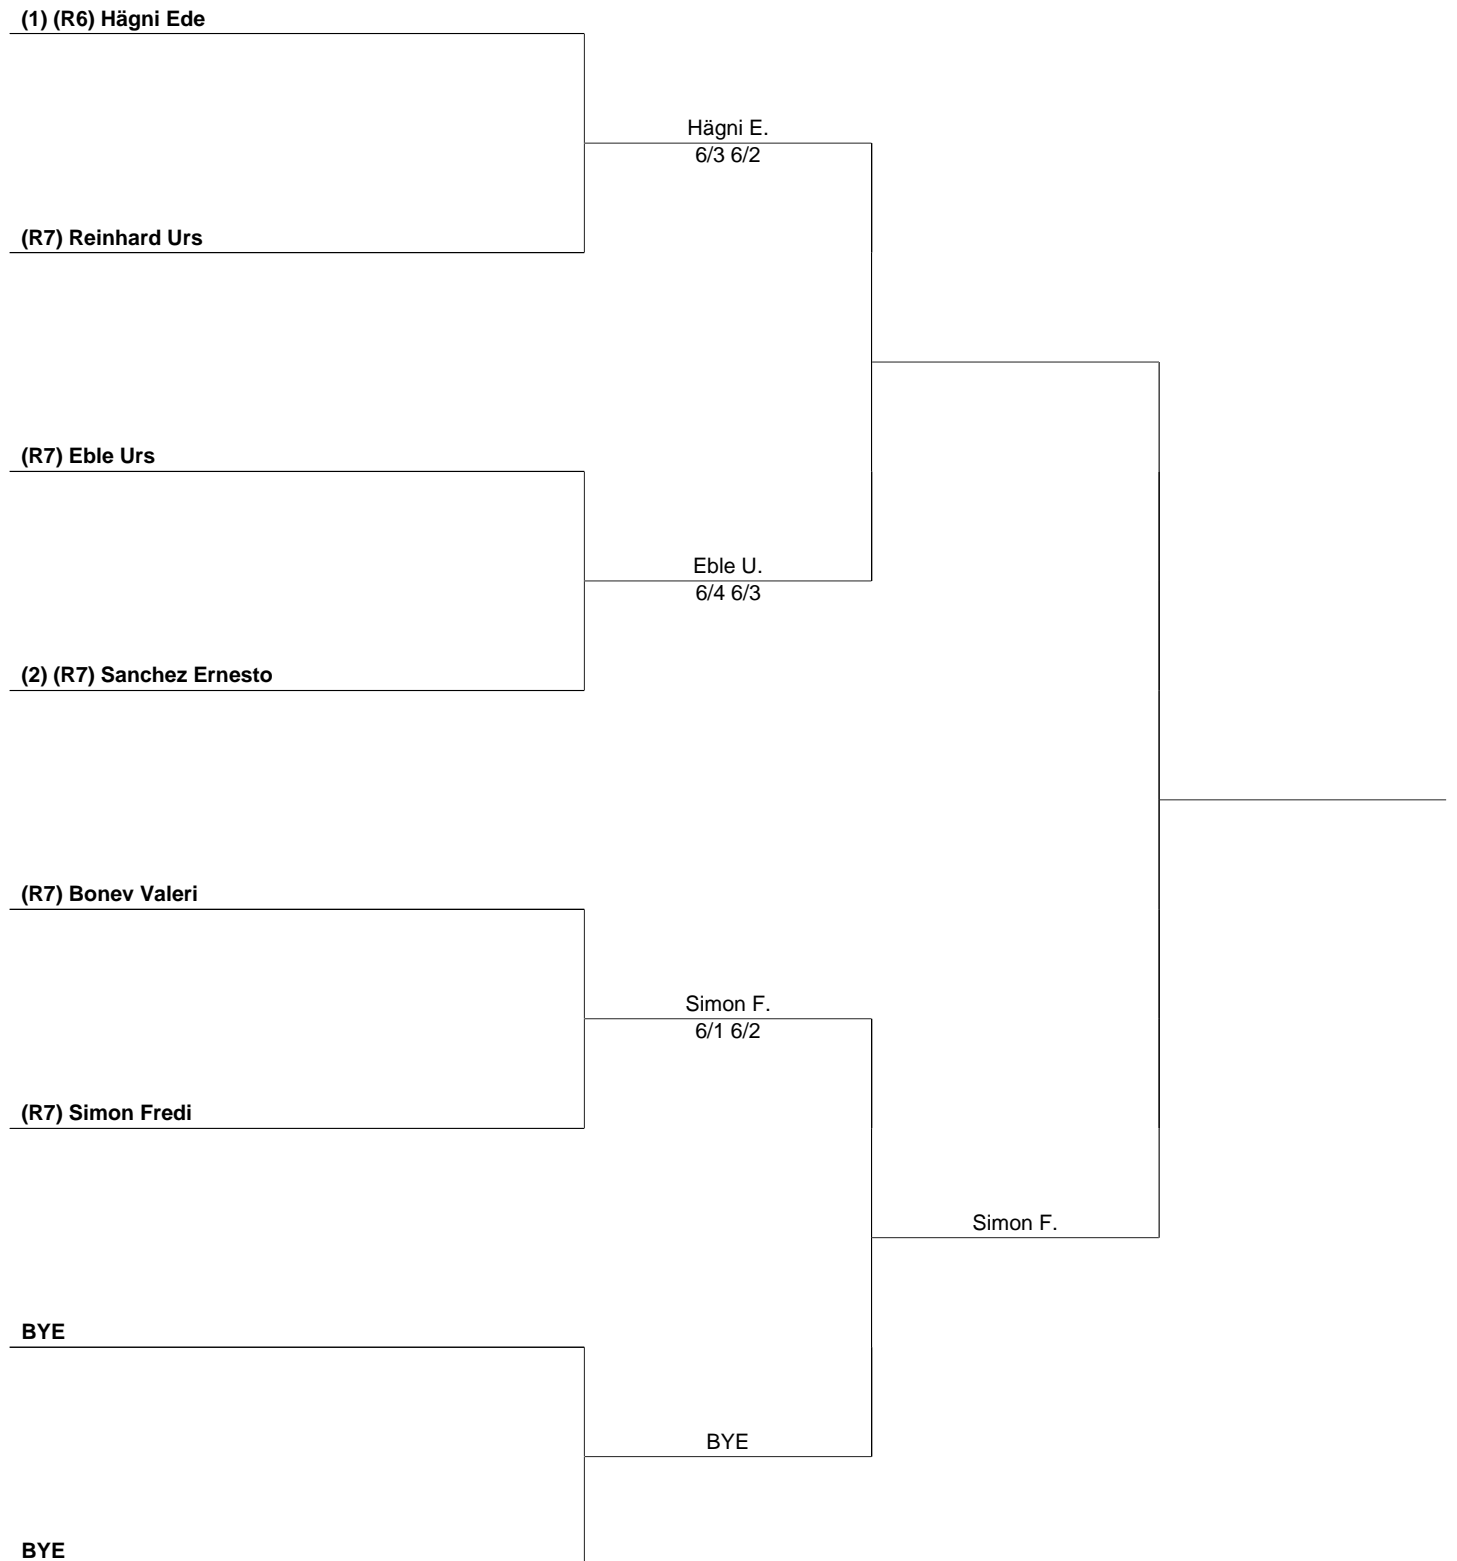 (1) (R6) Hägni Ede
Hägni E.
6/3 6/2
(R7) Reinhard Urs
(R7) Eble Urs
Eble U.
6/4 6/3
(2) (R7) Sanchez Ernesto
(R7) Bonev Valeri
Simon F.
6/1 6/2
(R7) Simon Fredi
Simon F.
BYE
BYE
BYE